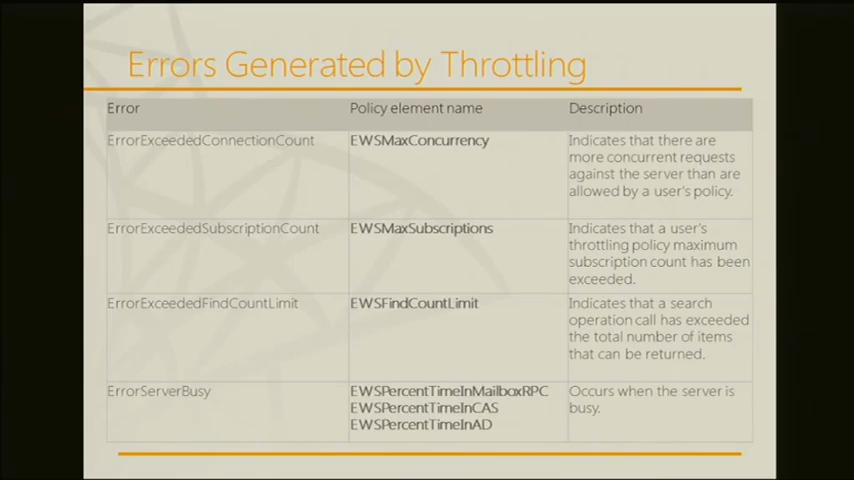 Errors Generated by Throttling
Error
Policy element name
Description
ErrorExceededConnectionCount
EWSMaxConcurrency
Indicates that there are
more concurrent requests
against the server than are
allowed by a user's policy.
ErrorExceededSubscriptionCount
EWSMaxSubscriptions
Indicates that a user's
throttling policy maximum
subscription count has been
exceeded.
ErrorExceededFindCountLimit
EWSFindCountLimit
Indicates that a search
operation call has exceeded
the total number of items
that can be returned.
ErrorServerBusy
EWSPercentTimeInMailboxRPC
EWSPercentTimeInCAS
EWSPercentTimeInAD
Occurs when the server is
busy.